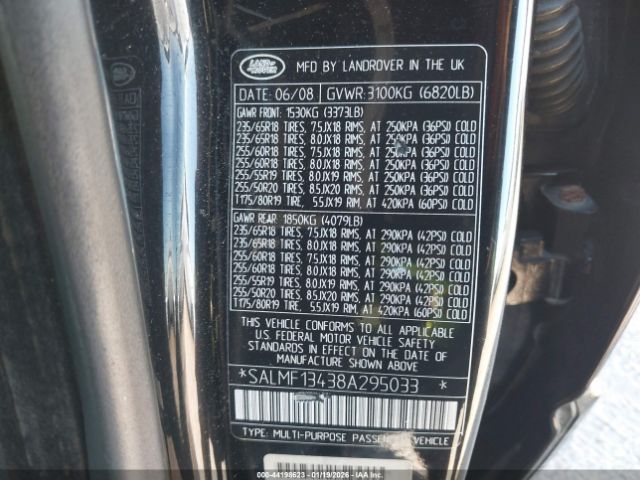 LAND ROVER
MFD BY LANDROVER IN THE UK
DATE: 06/08 GVWR: 3100KG (6820LB)
GAWR FRONT: 1530KG (3373LB)
235/65R18 TIRES, 7.5JX18 RIMS, AT 250KPA (36PSI) COLD
235/65R18 TIRES, 8.0JX18 RIMS, AT 250KPA (36PSI) COLD
255/60R18 TIRES, 7.5JX18 RIMS, AT 250KPA (36PSI) COLD
255/60R18 TIRES, 8.0JX18 RIMS, AT 250KPA (36PSI) COLD
255/55R19 TIRES, 8.0JX19 RIMS, AT 250KPA (36PSI) COLD
255/50R20 TIRES, 8.5JX20 RIMS, AT 250KPA (36PSI) COLD
T175/80R19 TIRE, 5.5JX19 RIM, AT 420KPA (60PSI) COLD
GAWR REAR: 1850KG (4079LB)
235/65R18 TIRES, 7.5JX18 RIMS, AT 290KPA (42PSI) COLD
235/65R18 TIRES, 8.0JX18 RIMS, AT 290KPA (42PSI) COLD
255/60R18 TIRES, 7.5JX18 RIMS, AT 290KPA (42PSI) COLD
255/60R18 TIRES, 8.0JX18 RIMS, AT 290KPA (42PSI) COLD
255/55R19 TIRES, 8.0JX19 RIMS, AT 290KPA (42PSI) COLD
255/50R20 TIRES, 8.5JX20 RIMS, AT 290KPA (42PSI) COLD
T175/80R19 TIRE, 5.5JX19 RIM, AT 420KPA (60PSI) COLD
THIS VEHICLE CONFORMS TO ALL APPLICABLE
U.S. FEDERAL MOTOR VEHICLE SAFETY
STANDARDS IN EFFECT ON THE DATE OF
MANUFACTURE SHOWN ABOVE
*SALMF13438A295033 *
TYPE: MULTI-PURPOSE PASSENGER VEHICLE
000-44198623 01/19/2026 IAA Inc.